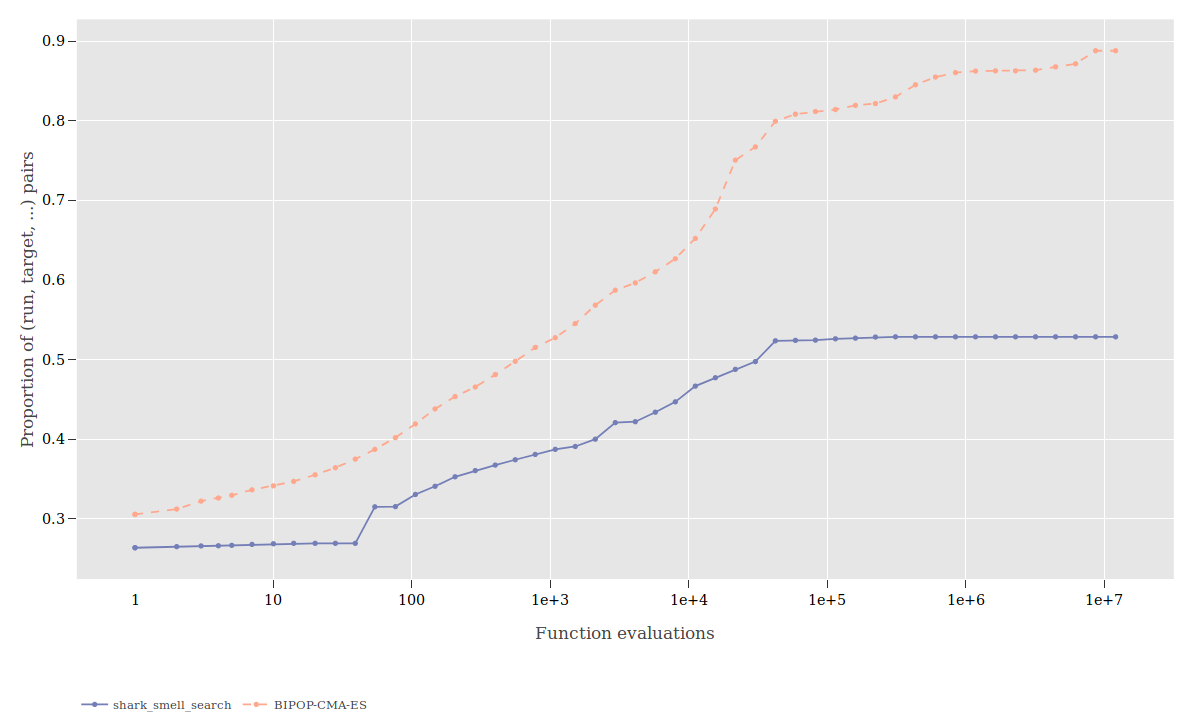 0.9
0.8
0.7
0.6
0.5
0.4
0.3
Proportion of (run, target, ...) pairs
1 10 100 1e+3 1e+4 1e+5 1e+6 1e+7
Function evaluations
shark_smell_search BIPOP-CMA-ES